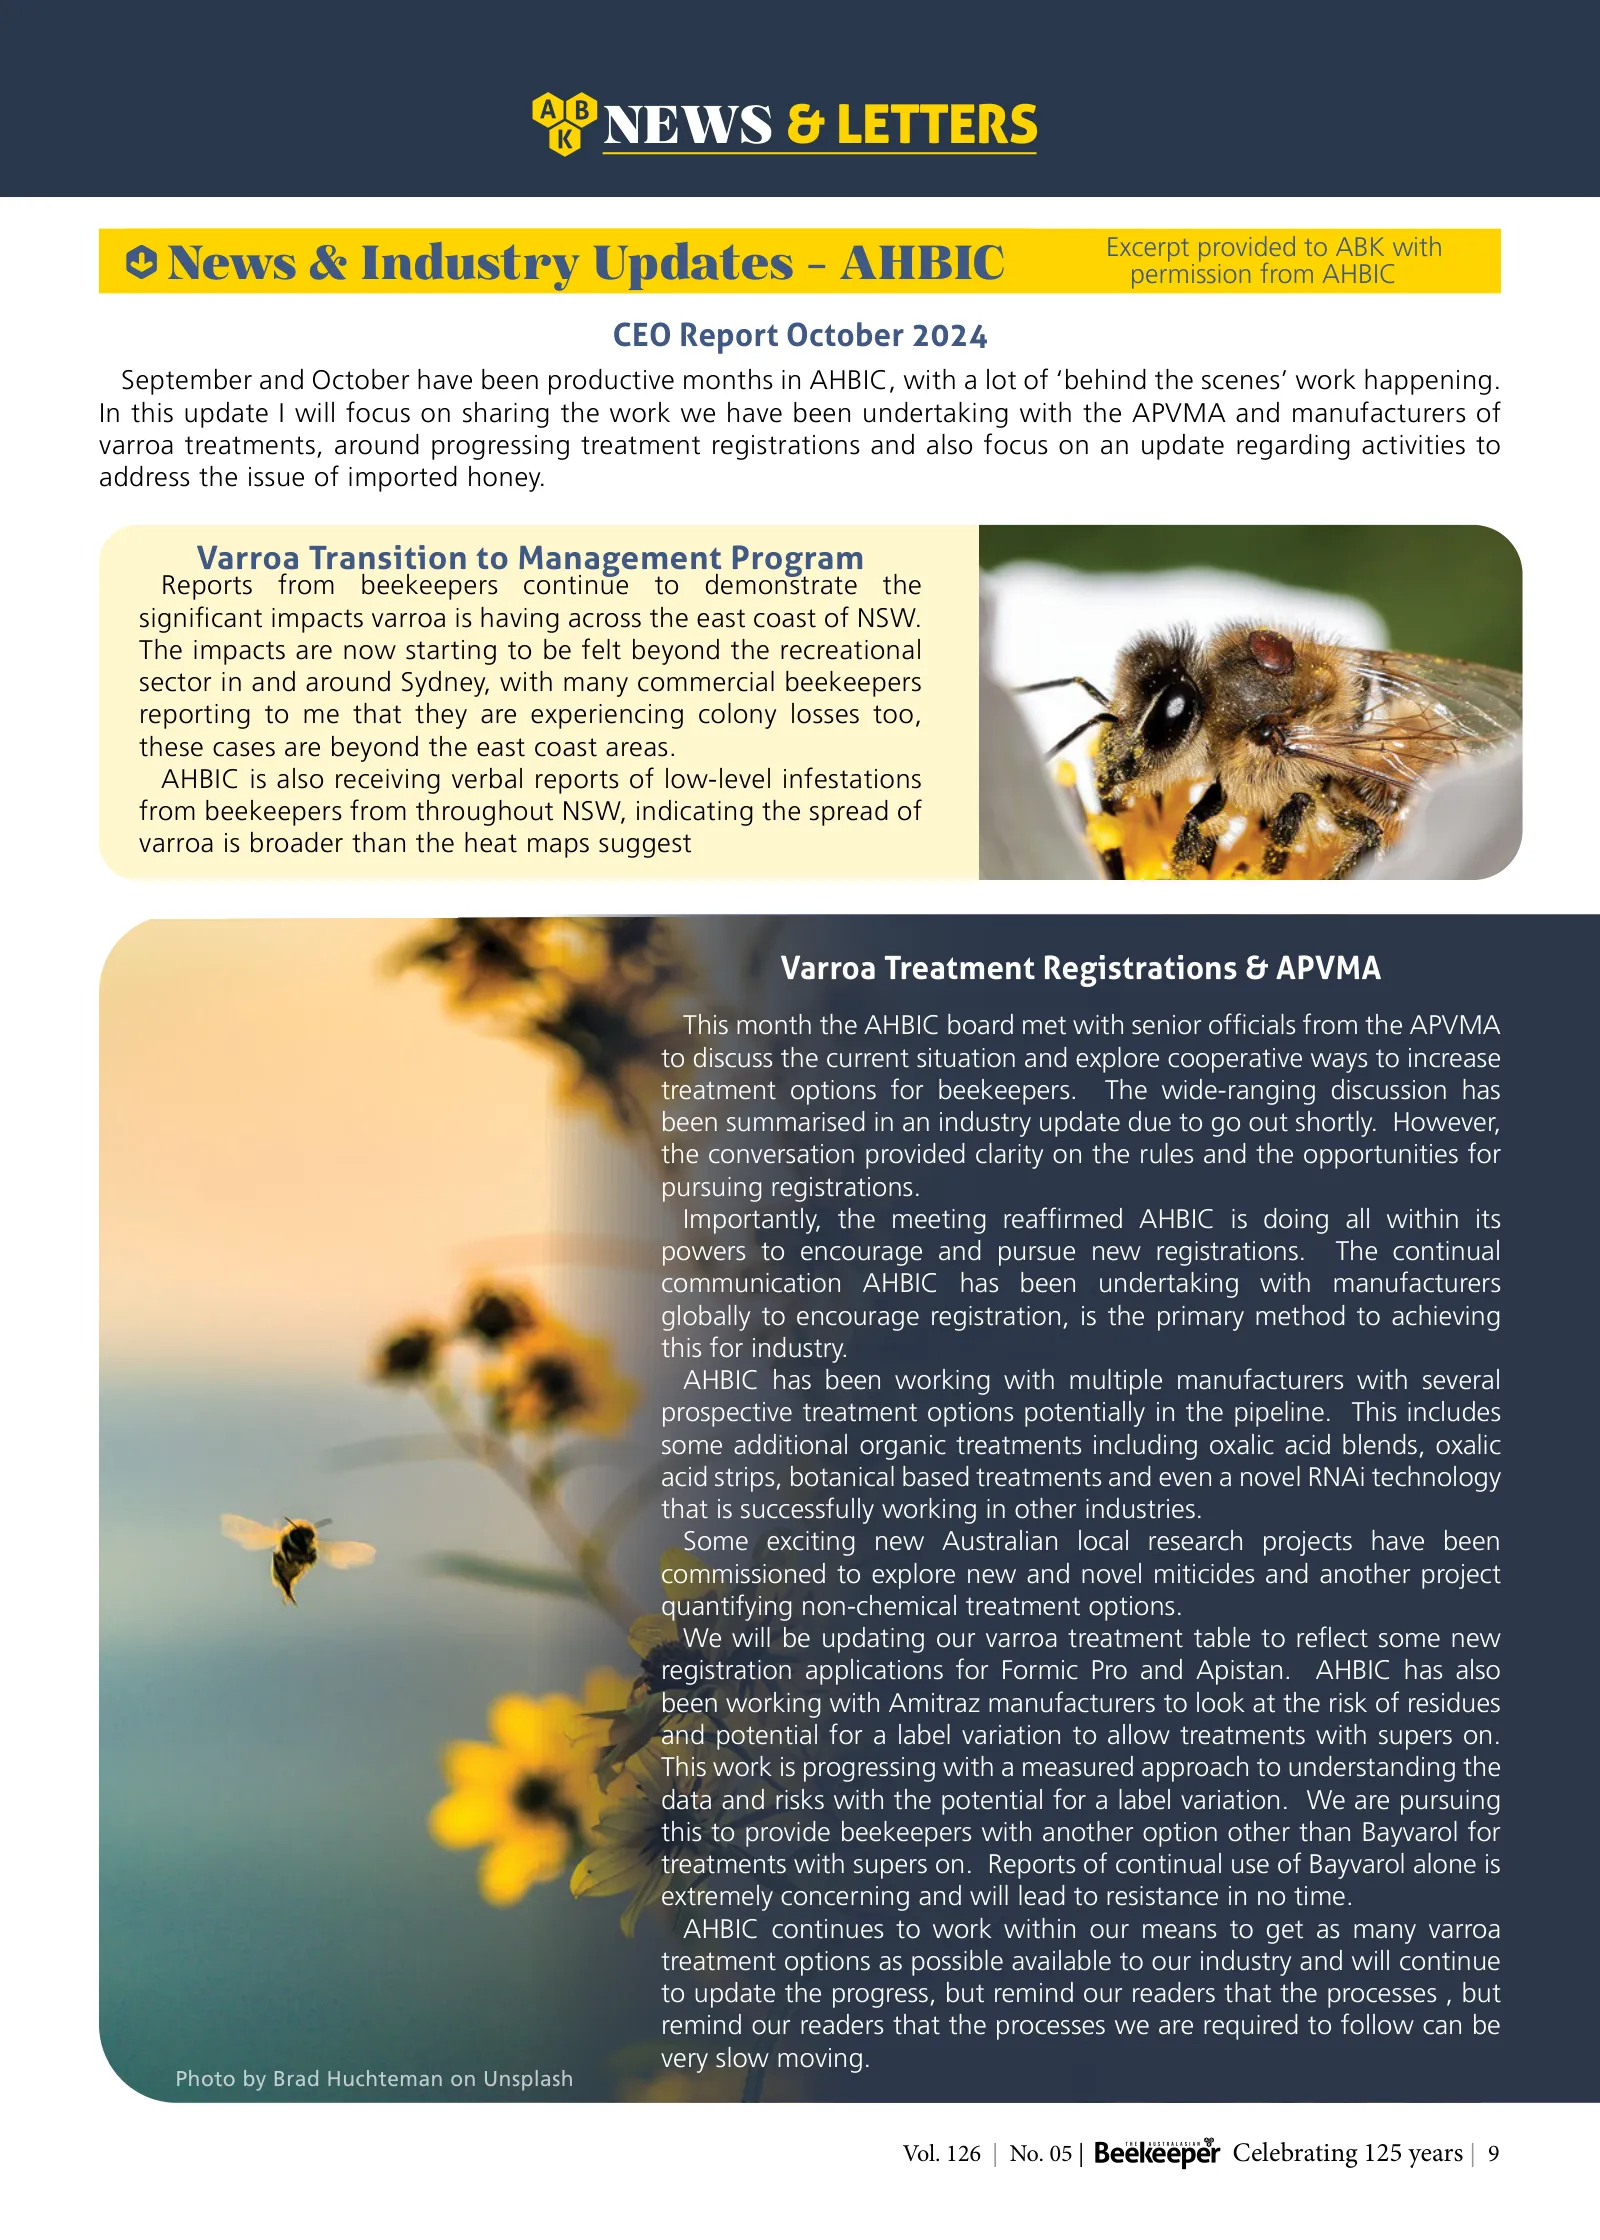 A B K NEWS & LETTERS
News & Industry Updates - AHBIC
Excerpt provided to ABK with
permission from AHBIC
CEO Report October 2024
September and October have been productive months in AHBIC, with a lot of ‘behind the scenes’ work happening.
In this update I will focus on sharing the work we have been undertaking with the APVMA and manufacturers of
varroa treatments, around progressing treatment registrations and also focus on an update regarding activities to
address the issue of imported honey.
Varroa Transition to Management Program
Reports from beekeepers continue to demonstrate the
significant impacts varroa is having across the east coast of NSW.
The impacts are now starting to be felt beyond the recreational
sector in and around Sydney, with many commercial beekeepers
reporting to me that they are experiencing colony losses too,
these cases are beyond the east coast areas.
AHBIC is also receiving verbal reports of low-level infestations
from beekeepers from throughout NSW, indicating the spread of
varroa is broader than the heat maps suggest
Varroa Treatment Registrations & APVMA
This month the AHBIC board met with senior officials from the APVMA
to discuss the current situation and explore cooperative ways to increase
treatment options for beekeepers.  The wide-ranging discussion has
been summarised in an industry update due to go out shortly.  However,
the conversation provided clarity on the rules and the opportunities for
pursuing registrations.
Importantly, the meeting reaffirmed AHBIC is doing all within its
powers to encourage and pursue new registrations.  The continual
communication AHBIC has been undertaking with manufacturers
globally to encourage registration, is the primary method to achieving
this for industry.
AHBIC has been working with multiple manufacturers with several
prospective treatment options potentially in the pipeline.  This includes
some additional organic treatments including oxalic acid blends, oxalic
acid strips, botanical based treatments and even a novel RNAi technology
that is successfully working in other industries.
Some exciting new Australian local research projects have been
commissioned to explore new and novel miticides and another project
quantifying non-chemical treatment options.
We will be updating our varroa treatment table to reflect some new
registration applications for Formic Pro and Apistan.  AHBIC has also
been working with Amitraz manufacturers to look at the risk of residues
and potential for a label variation to allow treatments with supers on.
This work is progressing with a measured approach to understanding the
data and risks with the potential for a label variation.  We are pursuing
this to provide beekeepers with another option other than Bayvarol for
treatments with supers on.  Reports of continual use of Bayvarol alone is
extremely concerning and will lead to resistance in no time.
AHBIC continues to work within our means to get as many varroa
treatment options as possible available to our industry and will continue
to update the progress, but remind our readers that the processes , but
remind our readers that the processes we are required to follow can be
very slow moving.
Photo by Brad Huchteman on Unsplash
Vol. 126 | No. 05 | THE AUSTRALASIAN Beekeeper Celebrating 125 years | 9